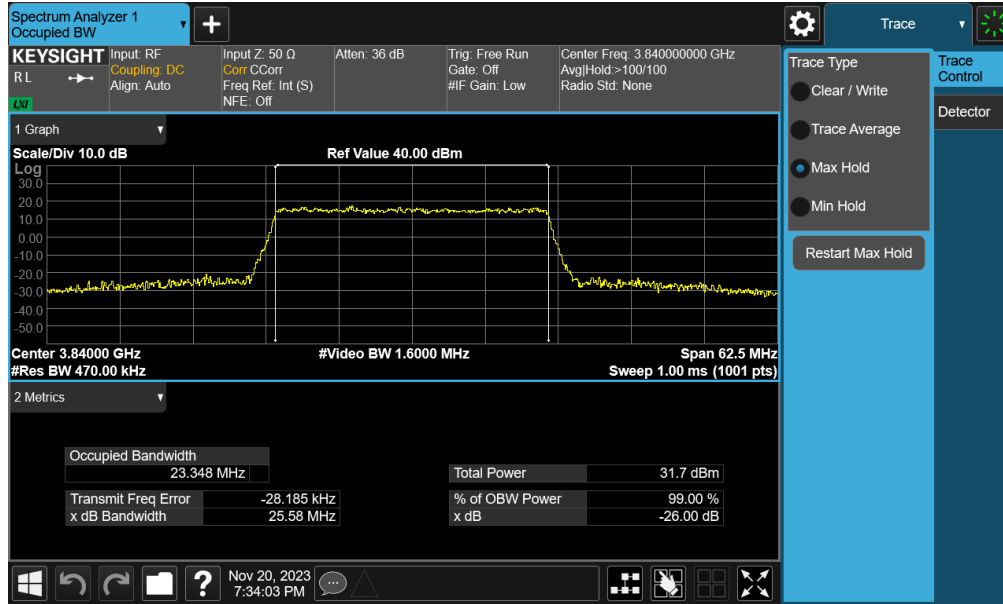 Spectrum Analyzer 1
Occupied BW
+
Trace
KEYSIGHT
R L
LXI
Input: RF
Coupling: DC
Align: Auto
Input Z: 50 Ω
Corr CCorr
Freq Ref: Int (S)
NFE: Off
Atten: 36 dB
Trig: Free Run
Gate: Off
#IF Gain: Low
Center Freq: 3.840000000 GHz
Avg|Hold:>100/100
Radio Std: None
Trace Type
Clear / Write
Trace Average
Max Hold
Min Hold
Restart Max Hold
Trace
Control
Detector
1 Graph
Scale/Div 10.0 dB
Ref Value 40.00 dBm
Log
30.0
20.0
10.0
0.00
-10.0
-20.0
-30.0
-40.0
-50.0
Center 3.84000 GHz
#Video BW 1.6000 MHz
Span 62.5 MHz
#Res BW 470.00 kHz
Sweep 1.00 ms (1001 pts)
2 Metrics
Occupied Bandwidth
23.348 MHz
Total Power 31.7 dBm
Transmit Freq Error -28.185 kHz
% of OBW Power 99.00 %
x dB Bandwidth 25.58 MHz
x dB -26.00 dB
?
Nov 20, 2023
7:34:03 PM